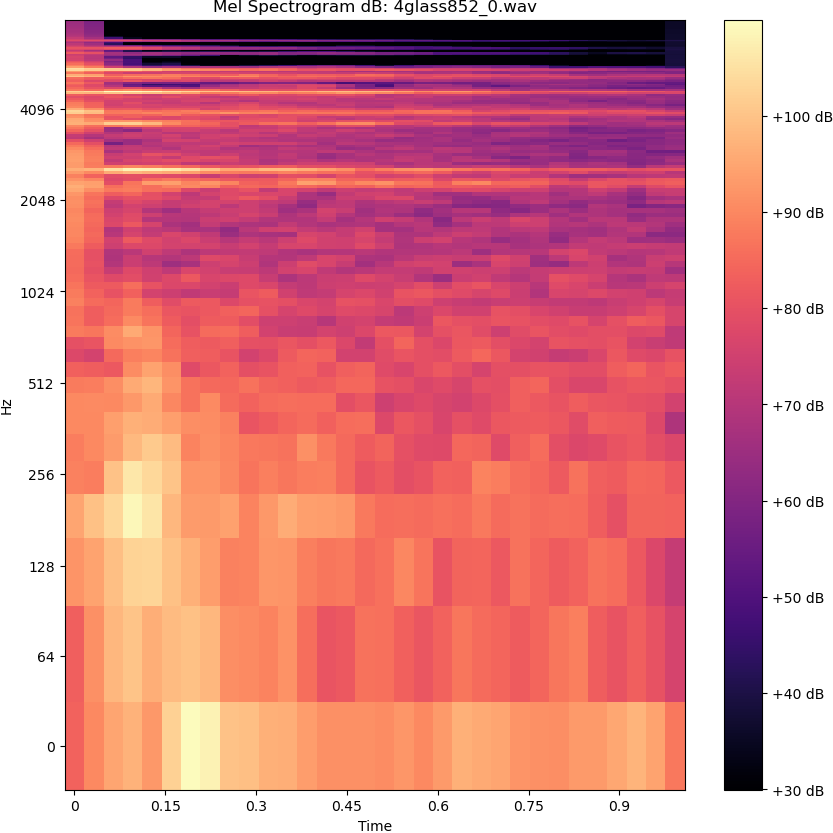 Mel Spectrogram dB: 4glass852_0.wav
4096
2048
1024
512
256
128
64
0
Hz
0
0.15
0.3
0.45
0.6
0.75
0.9
Time
+100 dB
+90 dB
+80 dB
+70 dB
+60 dB
+50 dB
+40 dB
+30 dB